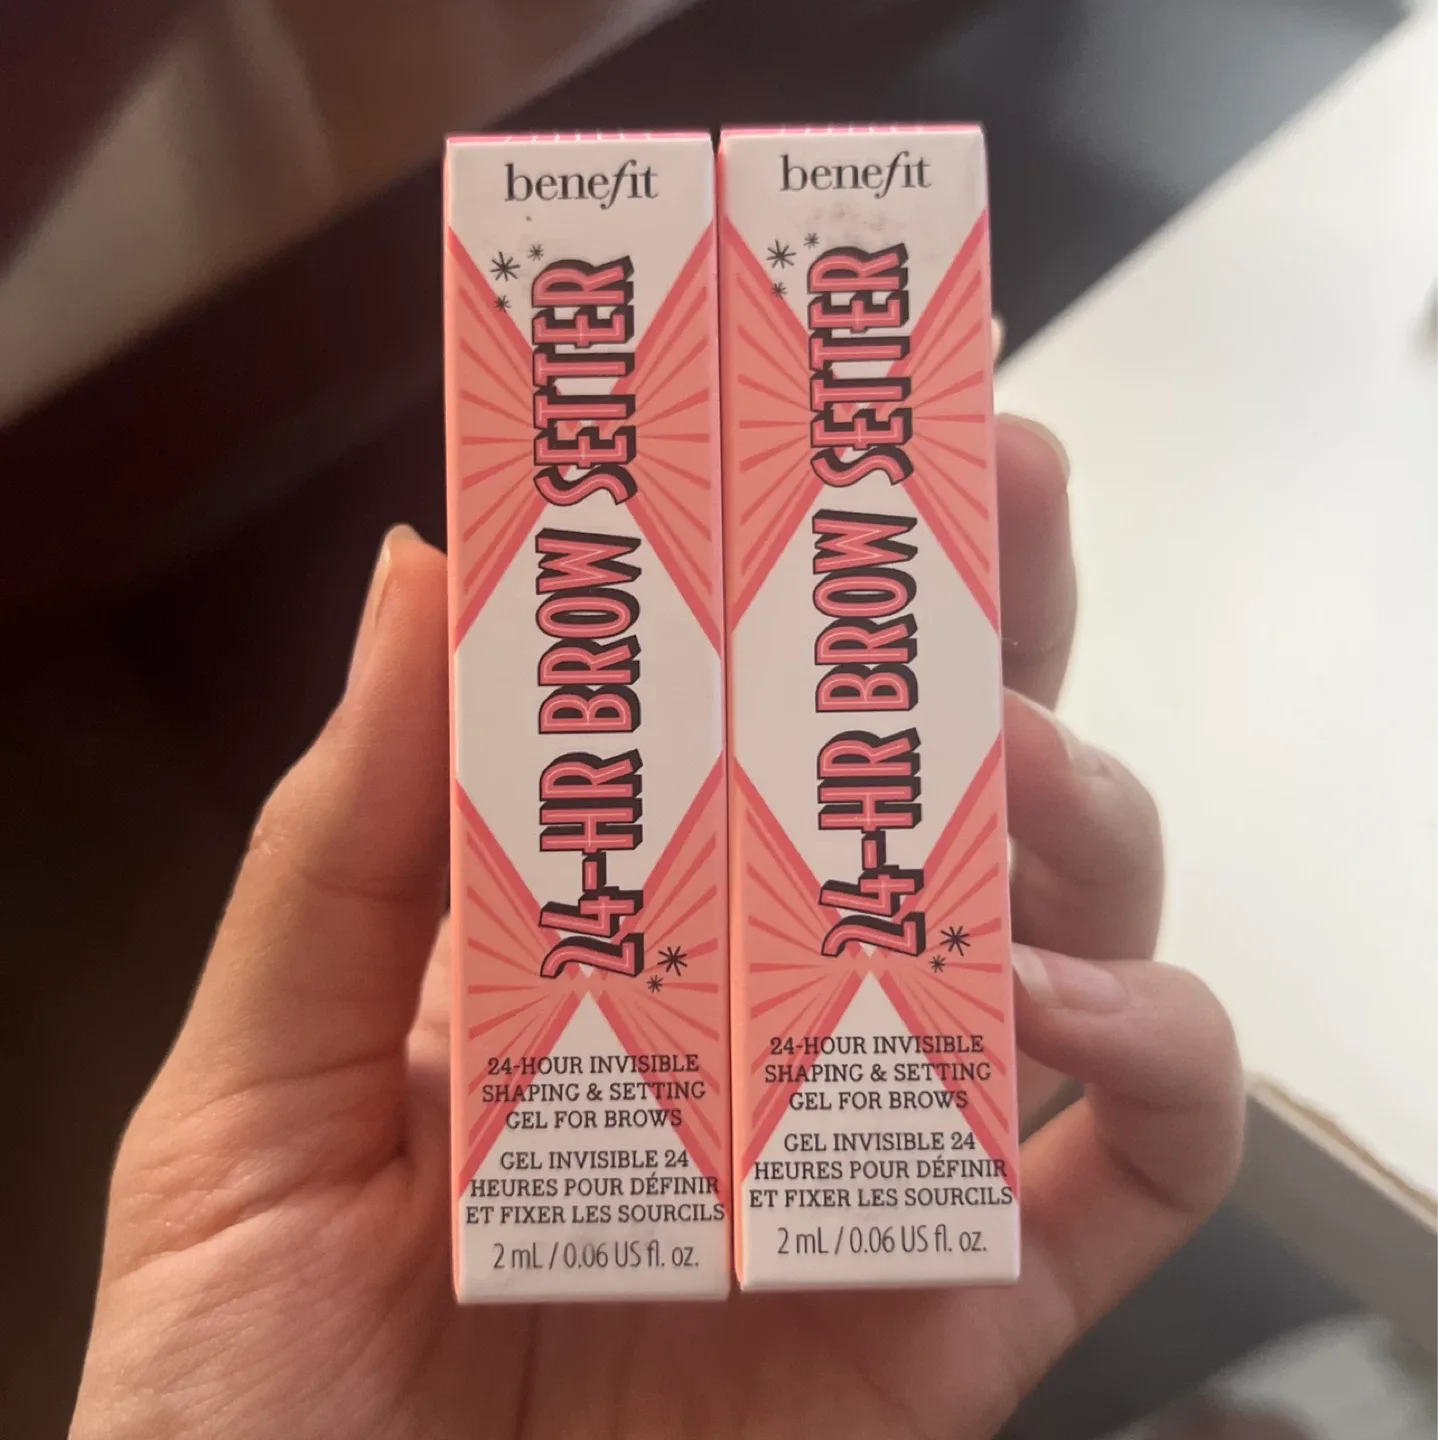 benefit
24-HR BROW SETTER
24-HOUR INVISIBLE
SHAPING & SETTING
GEL FOR BROWS
GEL INVISIBLE 24
HEURES POUR DÉFINIR
ET FIXER LES SOURCILS
2 mL / 0.06 US fl. oz.
benefit
24-HR BROW SETTER
24-HOUR INVISIBLE
SHAPING & SETTING
GEL FOR BROWS
GEL INVISIBLE 24
HEURES POUR DÉFINIR
ET FIXER LES SOURCILS
2 mL / 0.06 US fl. oz.